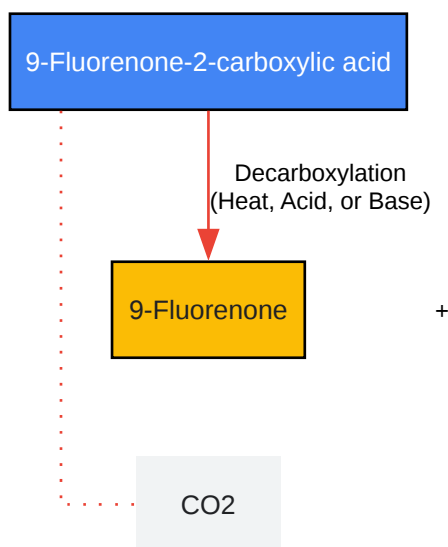 9-Fluorenone-2-carboxylic acid
Decarboxylation
(Heat, Acid, or Base)
9-Fluorenone
+
CO2